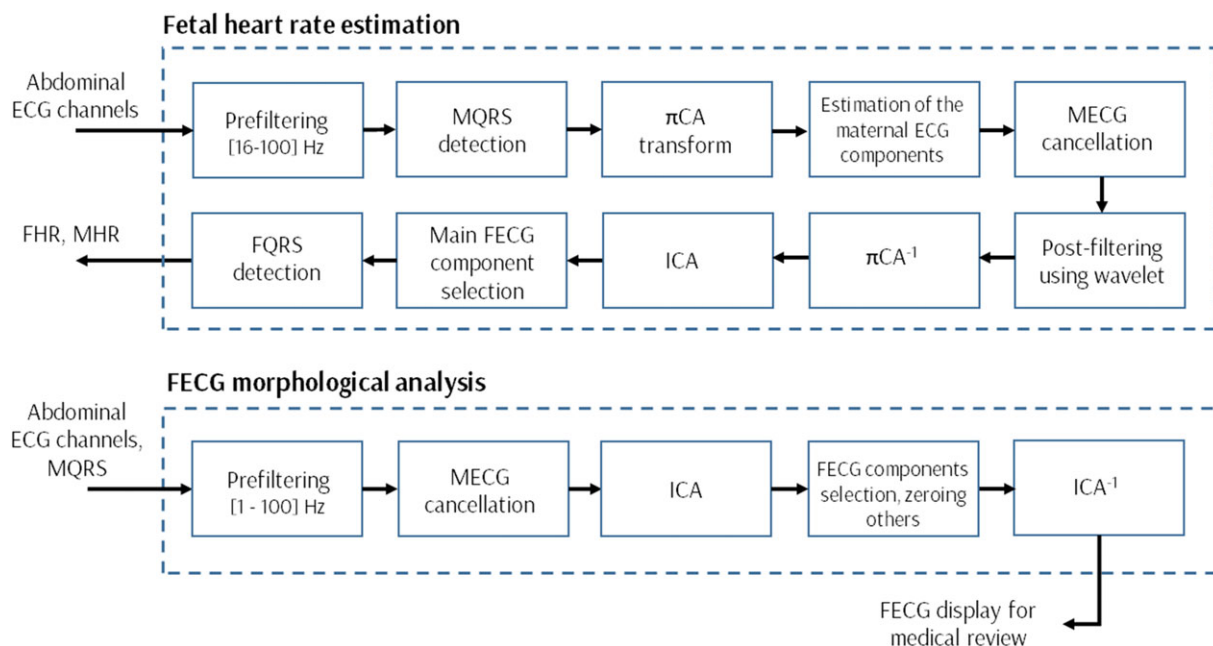 Fetal heart rate estimation
Abdominal
ECG channels
Prefiltering
[16-100] Hz
MQRS
detection
πCA
transform
Estimation of the
maternal ECG
components
MECG
cancellation
Post-filtering
using wavelet
πCA⁻¹
ICA
Main FECG
component
selection
FQRS
detection
FHR, MHR
FECG morphological analysis
Abdominal
ECG channels,
MQRS
Prefiltering
[1 - 100] Hz
MECG
cancellation
ICA
FECG components
selection, zeroing
others
ICA⁻¹
FECG display for
medical review